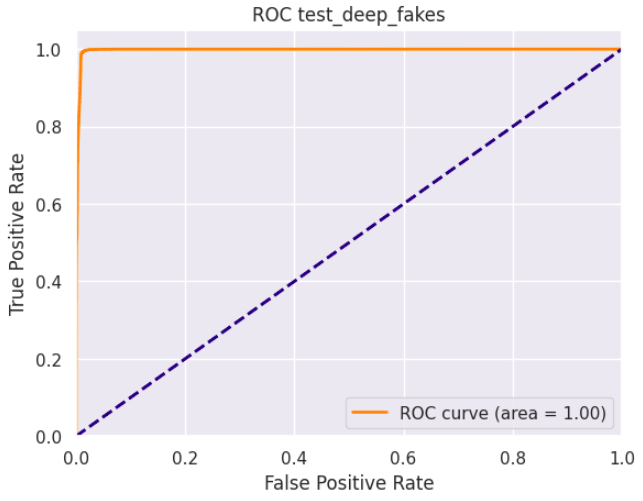 ROC test_deep_fakes
True Positive Rate
1.0
0.8
0.6
0.4
0.2
0.0
0.0 0.2 0.4 0.6 0.8 1.0
False Positive Rate
ROC curve (area = 1.00)